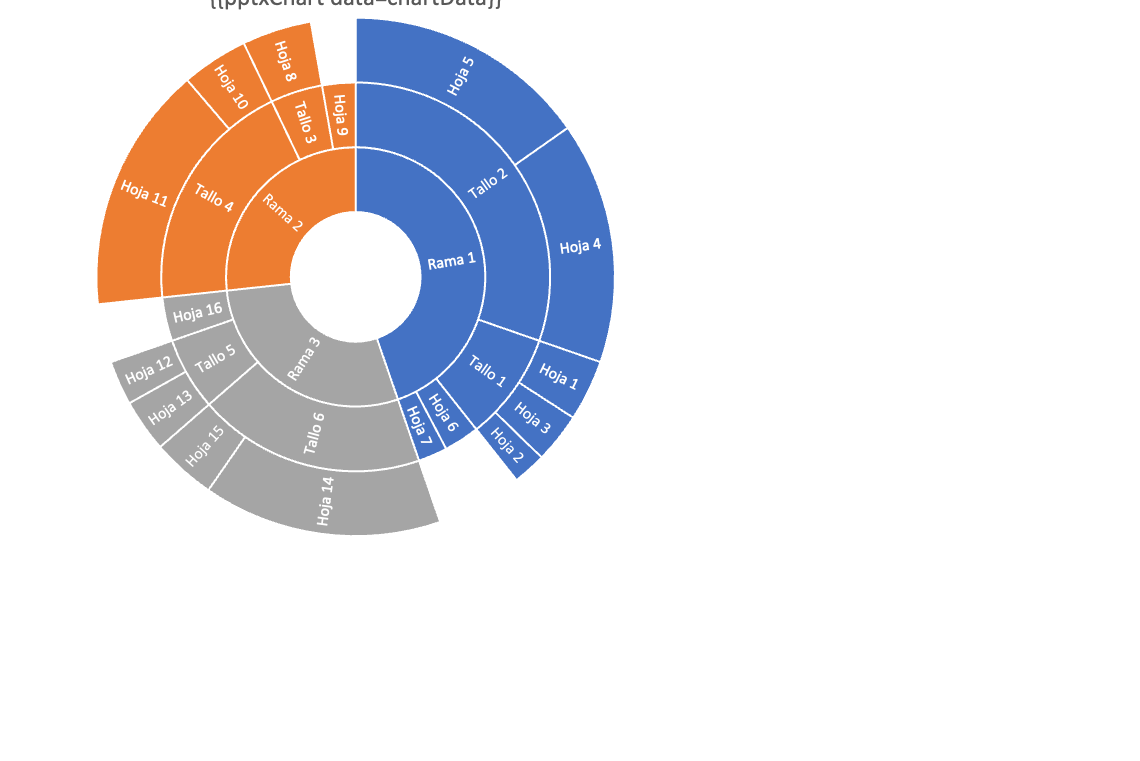 {{pptxChart data=chartData}}
Hoja 5
Hoja 4
Hoja 1
Hoja 3
Hoja 2
Hoja 6
Hoja 7
Tallo 2
Tallo 1
Rama 1
Rama 3
Tallo 6
Hoja 14
Hoja 15
Tallo 5
Hoja 13
Hoja 12
Hoja 16
Rama 2
Tallo 4
Hoja 11
Hoja 10
Tallo 3
Hoja 8
Hoja 9